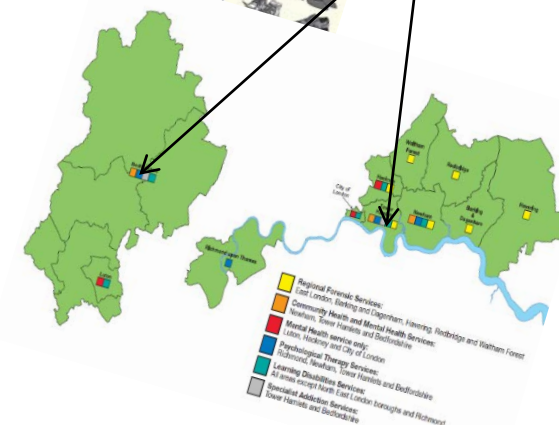 Waltham
Forest
Redbridge
Hackney
City of
London
Newham
Barking
&
Dagenham
Havering
Richmond upon Thames
Luton
Regional Forensic Services:
East London, Barking and Dagenham, Havering, Redbridge and Waltham Forest
Community Health and Mental Health Services:
Newham, Tower Hamlets and Bedfordshire
Mental Health service only:
Luton, Hackney and City of London
Psychological Therapy Services:
Richmond, Newham, Tower Hamlets and Bedfordshire
Learning Disabilities Services:
All areas except North East London boroughs and Richmond
Specialist Addiction Services:
Tower Hamlets and Bedfordshire